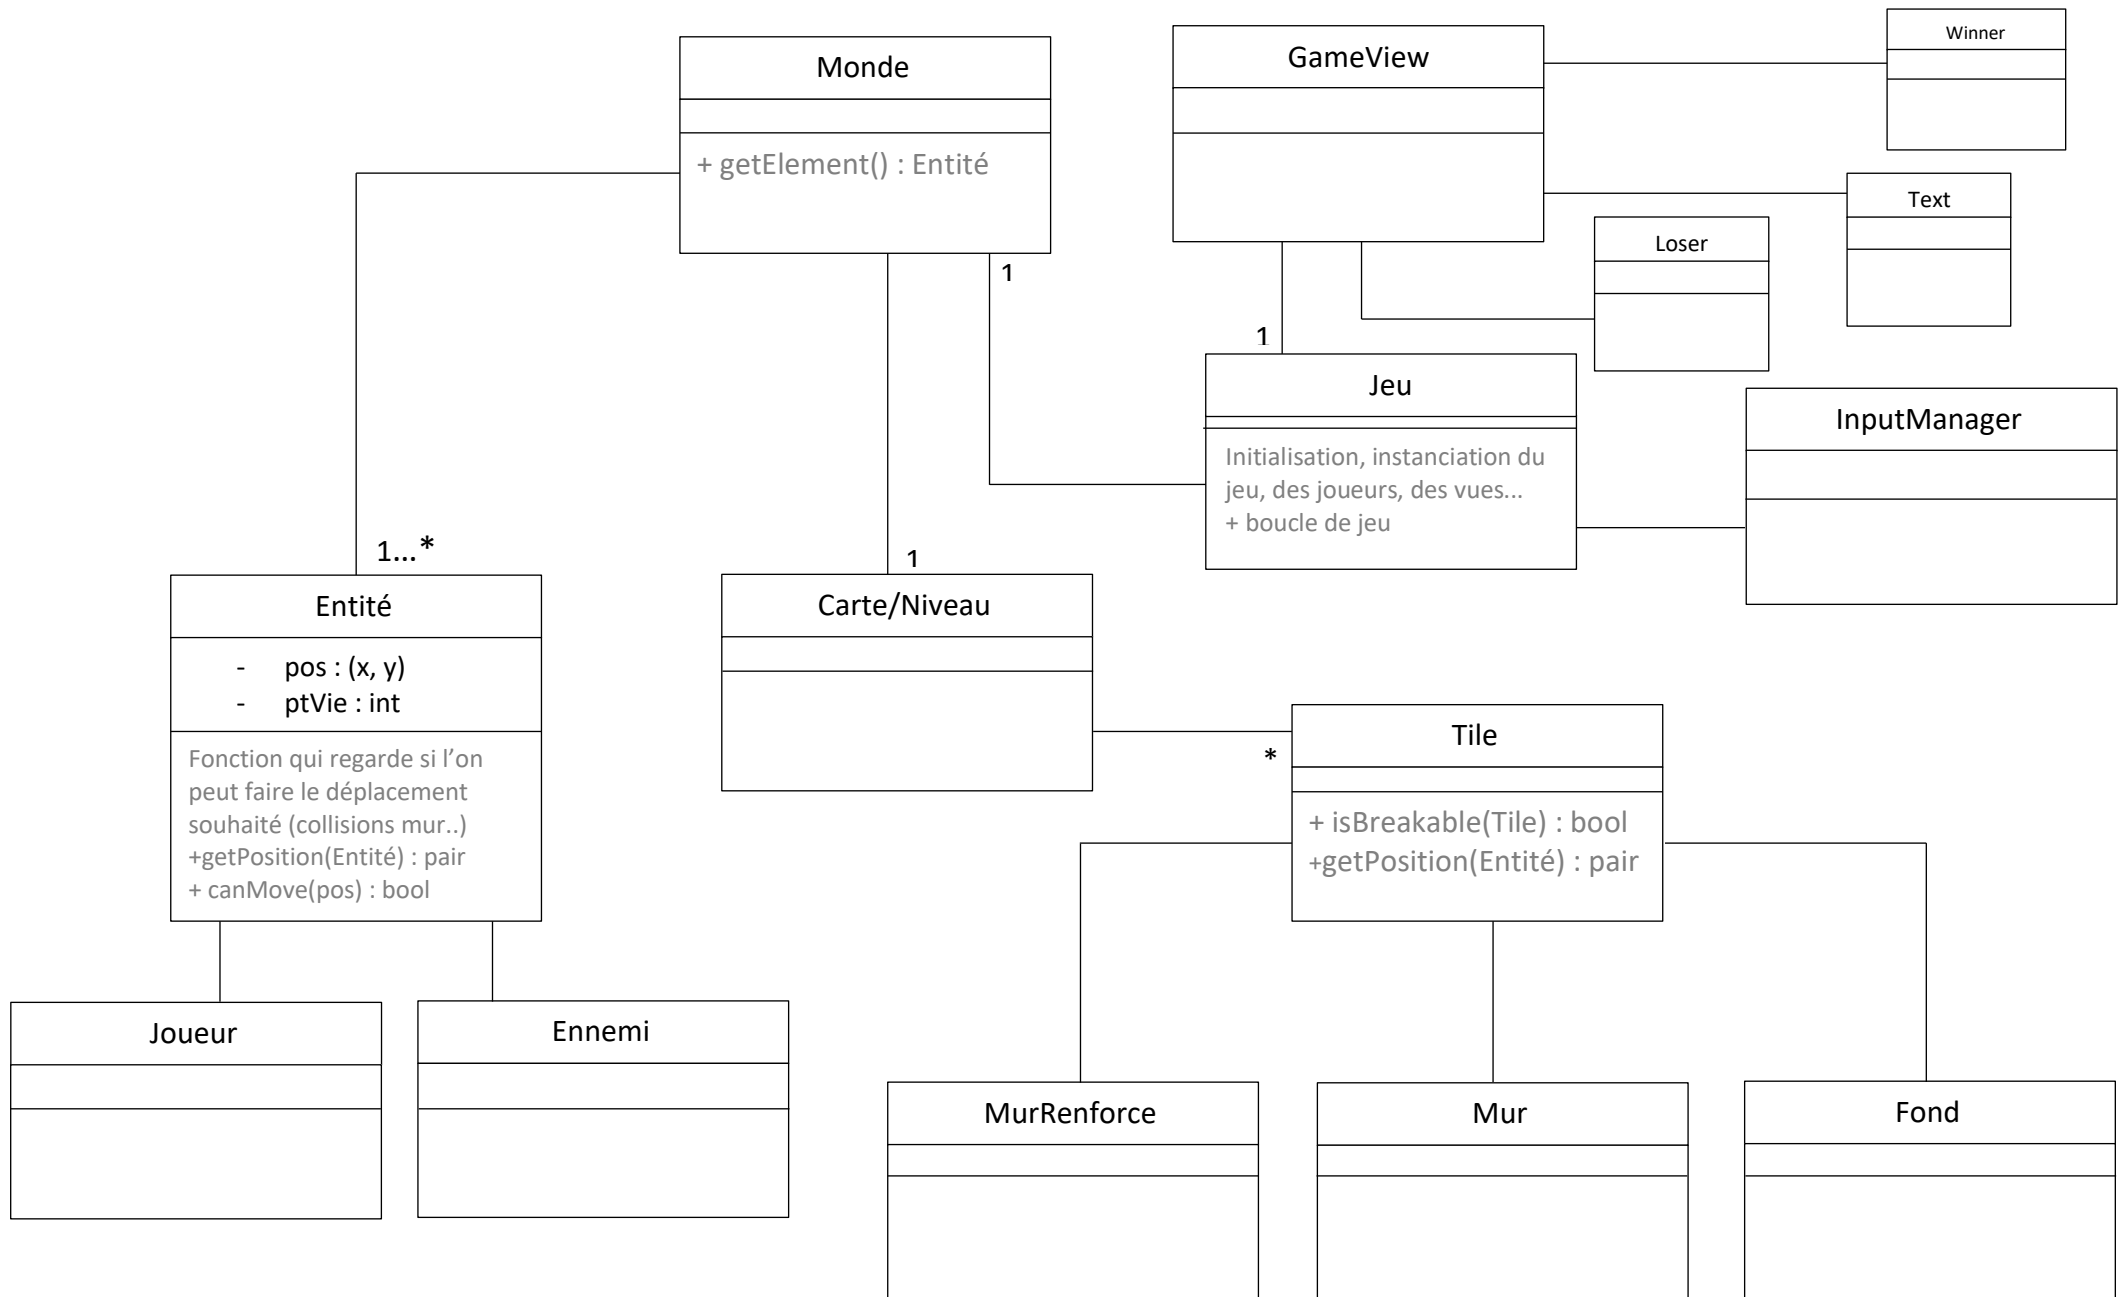 Monde
+ getElement() : Entité
GameView
Winner
Text
Loser
1
1
Jeu
Initialisation, instanciation du
jeu, des joueurs, des vues...
+ boucle de jeu
InputManager
1...*
1
Entité
- pos : (x, y)
- ptVie : int
Fonction qui regarde si l’on
peut faire le déplacement
souhaité (collisions mur..)
+getPosition(Entité) : pair
+ canMove(pos) : bool
Carte/Niveau
*
Tile
+ isBreakable(Tile) : bool
+getPosition(Entité) : pair
Joueur
Ennemi
MurRenforce
Mur
Fond